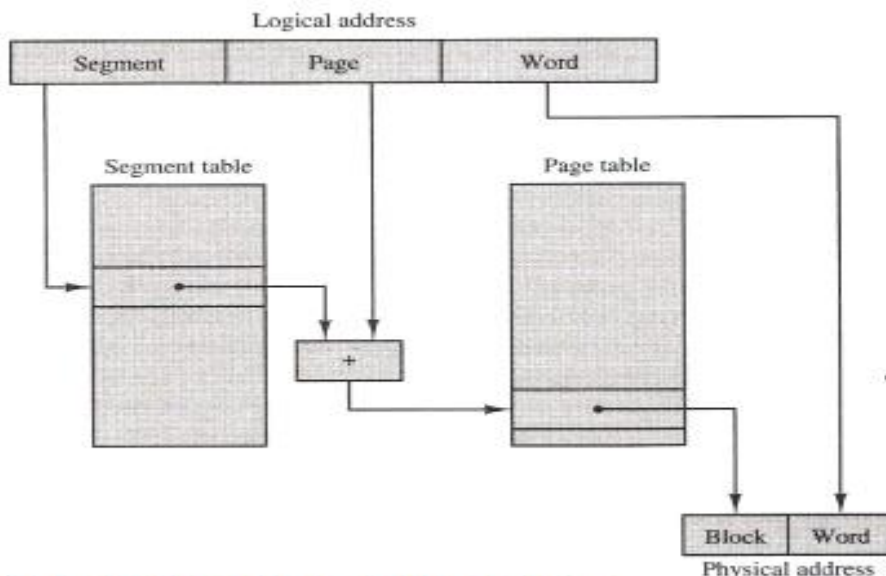 Logical address
Segment Page Word
Segment table
Page table
+
Block Word
Physical address